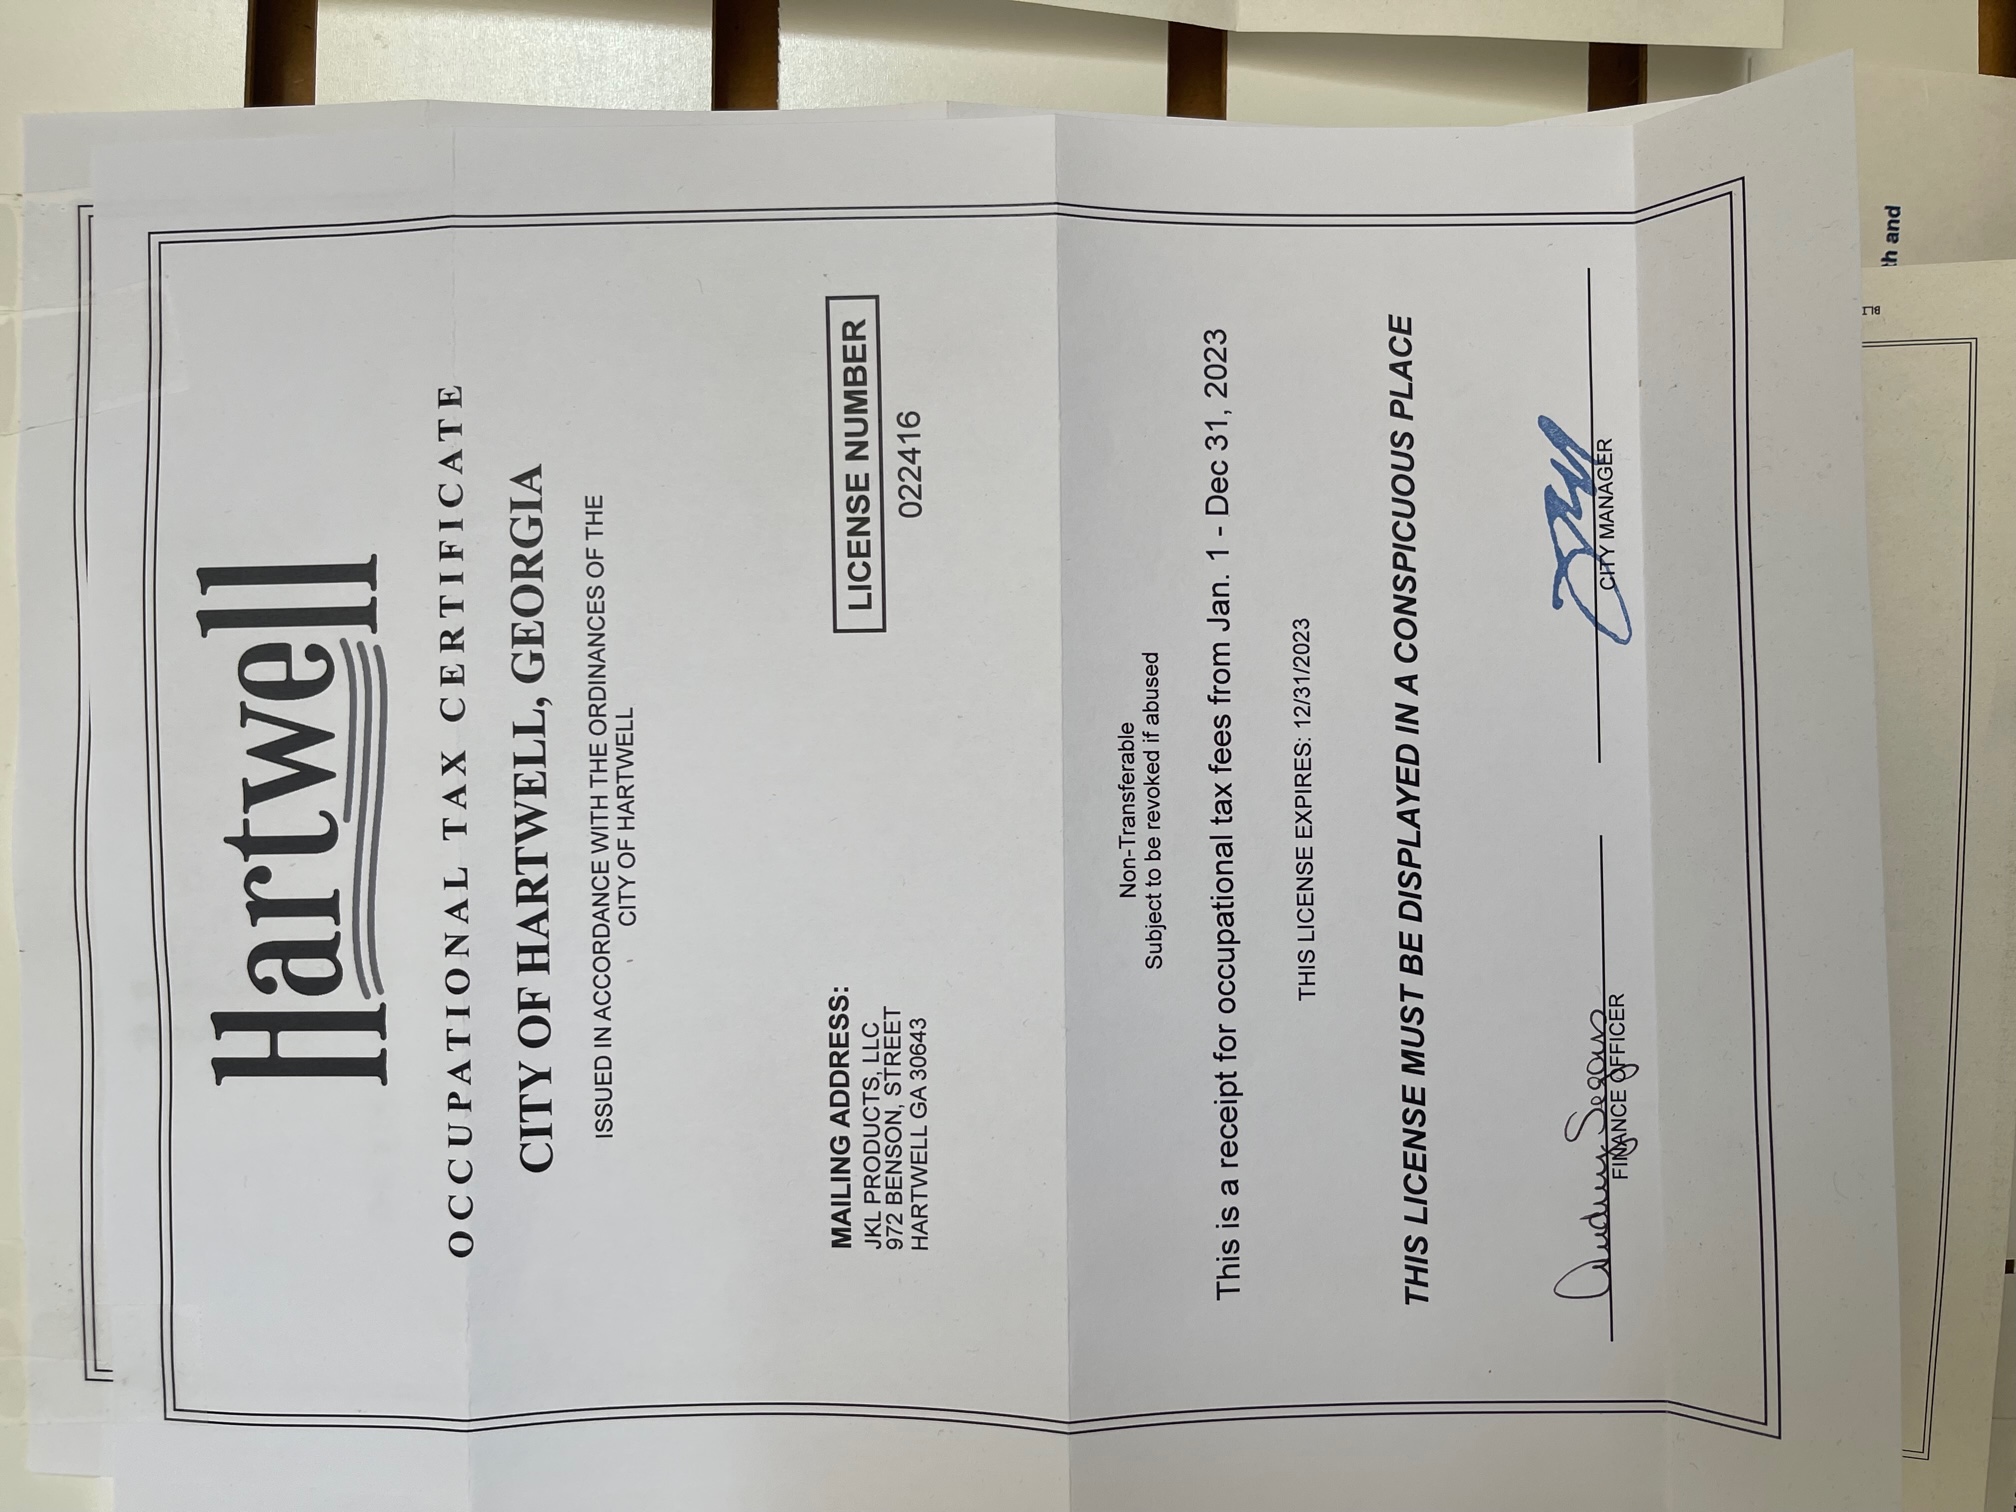 Hartwell
OCCUPATIONAL TAX CERTIFICATE
CITY OF HARTWELL, GEORGIA
ISSUED IN ACCORDANCE WITH THE ORDINANCES OF THE
CITY OF HARTWELL
MAILING ADDRESS:
JKL PRODUCTS, LLC
972 BENSON, STREET
HARTWELL GA 30643
LICENSE NUMBER
022416
Non-Transferable
Subject to be revoked if abused
This is a receipt for occupational tax fees from Jan. 1 - Dec 31, 2023
THIS LICENSE EXPIRES: 12/31/2023
THIS LICENSE MUST BE DISPLAYED IN A CONSPICUOUS PLACE
Audrey Segars
FINANCE OFFICER
CITY MANAGER
BLI
th and